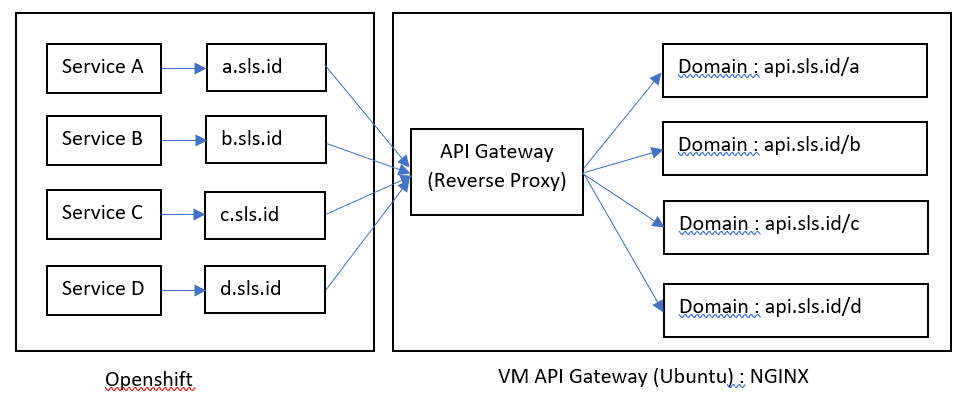 Service A
a.sls.id
Service B
b.sls.id
Service C
c.sls.id
Service D
d.sls.id
Openshift
API Gateway
(Reverse Proxy)
Domain : api.sls.id/a
Domain : api.sls.id/b
Domain : api.sls.id/c
Domain : api.sls.id/d
VM API Gateway (Ubuntu) : NGINX